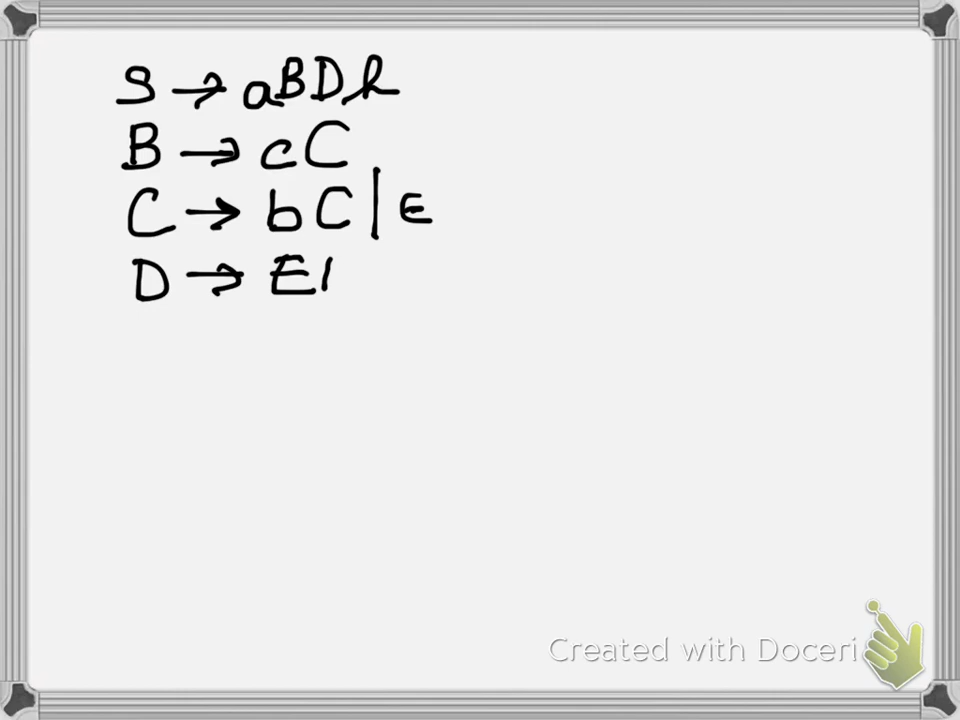 S → aBDh
B → cC
C → bC | ε
D → EF
Created with Doceri